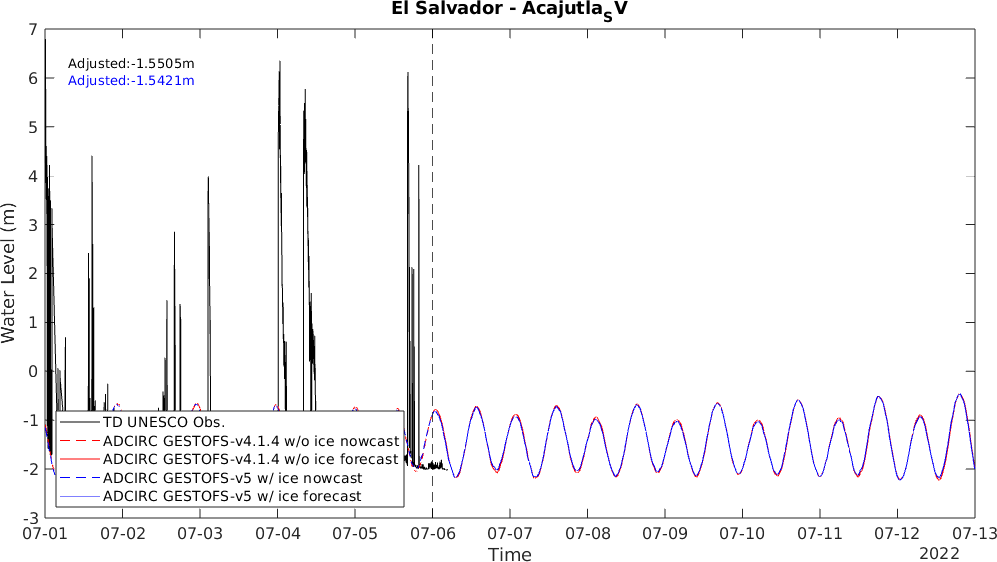 El Salvador - AcajutlaSV
Adjusted:-1.5505m
Adjusted:-1.5421m
Water Level (m)
7
6
5
4
3
2
1
0
-1
-2
-3
TD UNESCO Obs.
ADCIRC GESTOFS-v4.1.4 w/o ice nowcast
ADCIRC GESTOFS-v4.1.4 w/o ice forecast
ADCIRC GESTOFS-v5 w/ ice nowcast
ADCIRC GESTOFS-v5 w/ ice forecast
07-01 07-02 07-03 07-04 07-05 07-06 07-07 07-08 07-09 07-10 07-11 07-12 07-13
Time
2022